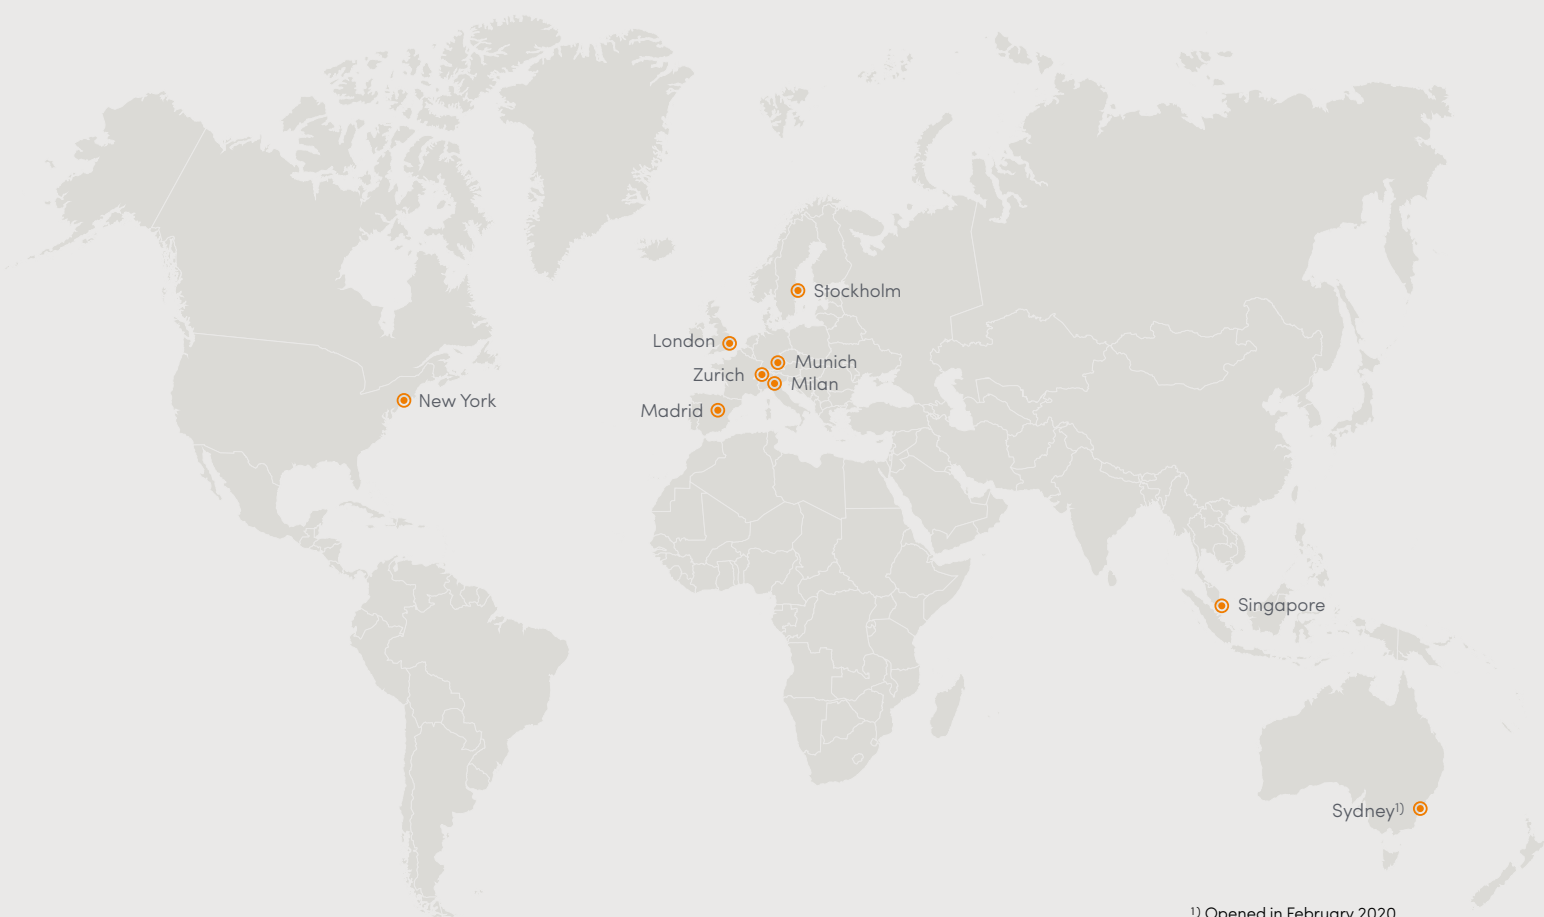 Stockholm
London
Munich
Zurich
Milan
New York
Madrid
Singapore
Sydney¹⁾
¹⁾ Opened in February 2020